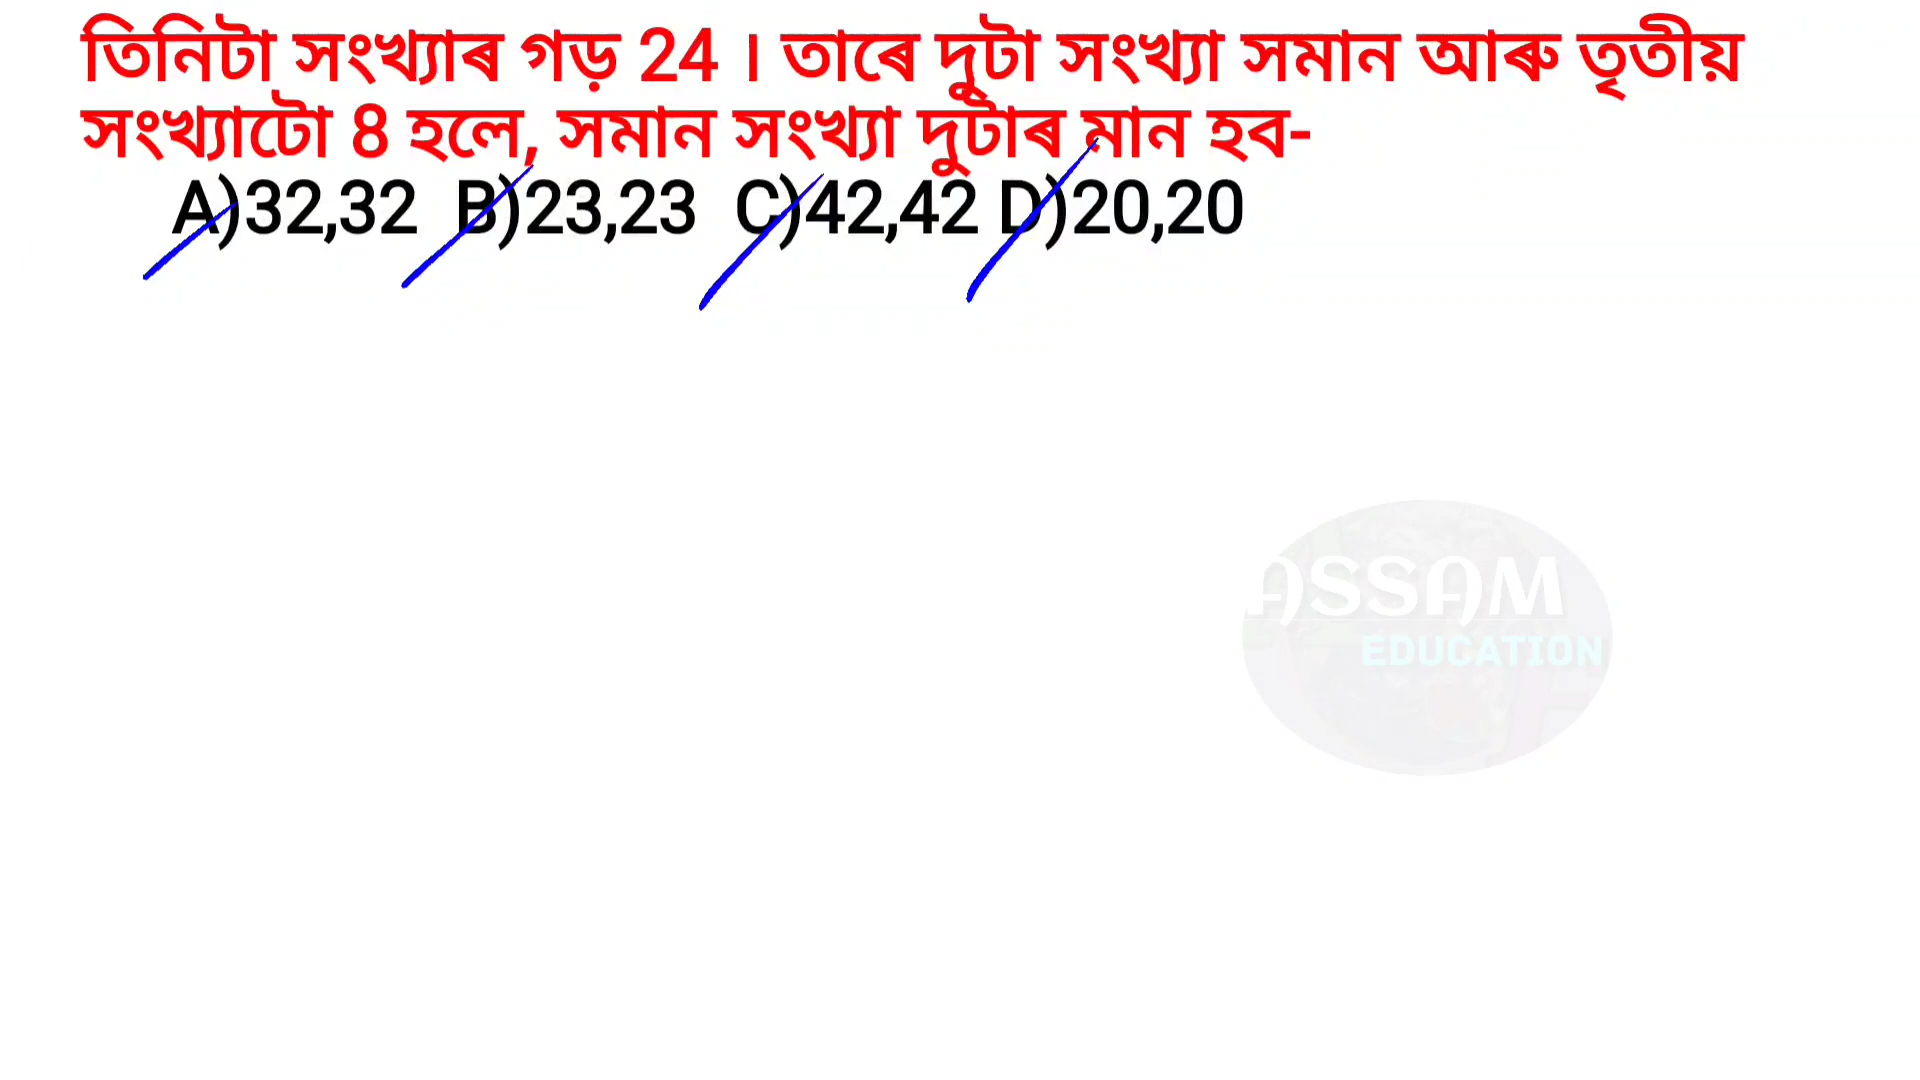 তিনিটা সংখ্যাৰ গড় 24 । তাৰে দুটা সংখ্যা সমান আৰু তৃতীয়
সংখ্যাটো 8 হলে, সমান সংখ্যা দুটাৰ মান হব-
A)32,32 B)23,23 C)42,42 D)20,20
ASSAM
EDUCATION